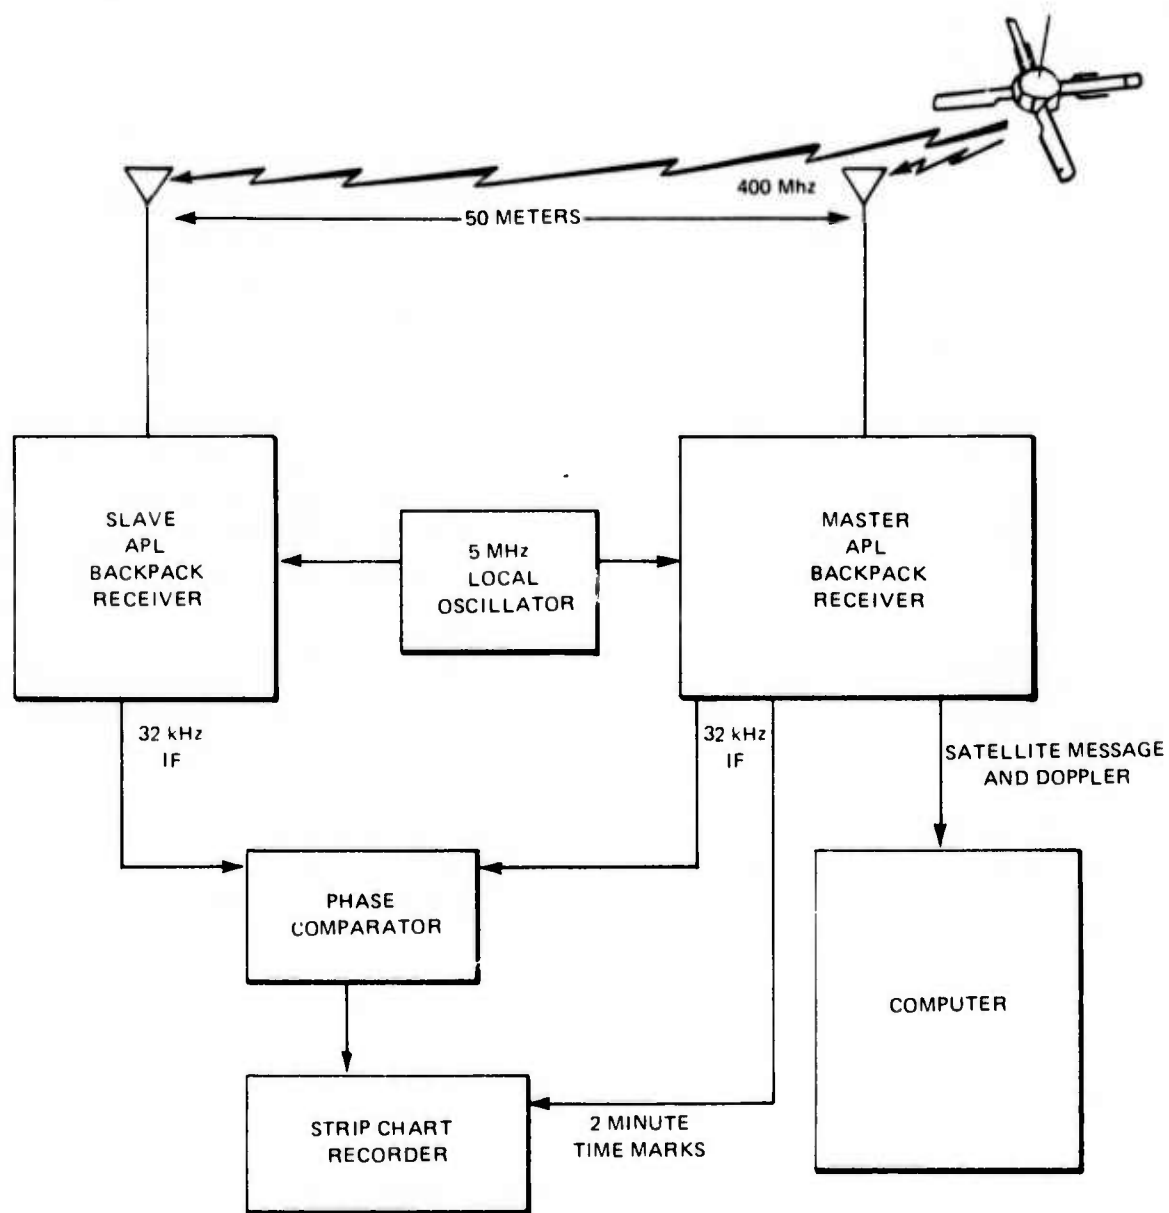 400 Mhz
50 METERS
SLAVE
APL
BACKPACK
RECEIVER
5 MHz
LOCAL
OSCILLATOR
MASTER
APL
BACKPACK
RECEIVER
32 kHz
IF
32 kHz
IF
SATELLITE MESSAGE
AND DOPPLER
PHASE
COMPARATOR
COMPUTER
STRIP CHART
RECORDER
2 MINUTE
TIME MARKS